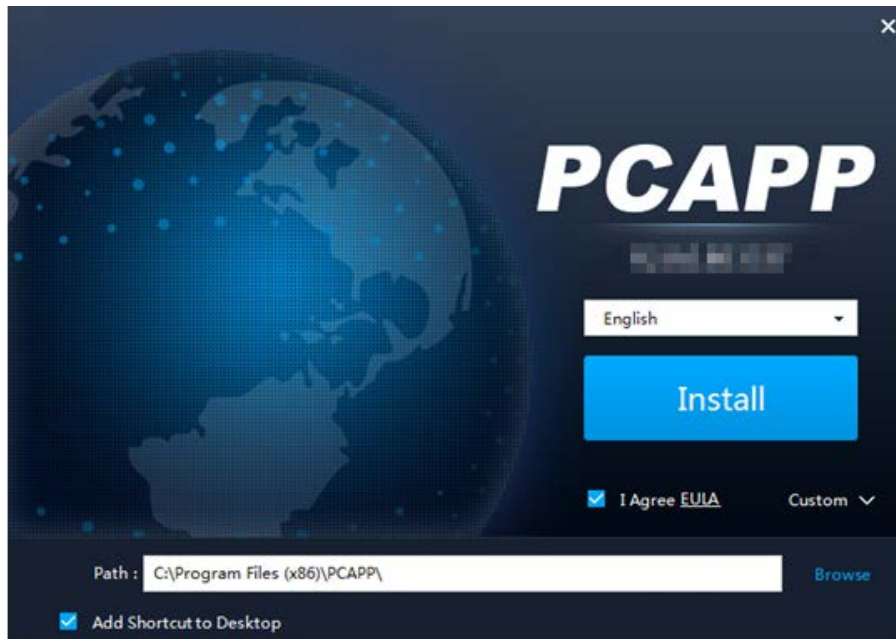 PCAPP
English
Install
I Agree EULA Custom
Path : C:\Program Files (x86)\PCAPP\ Browse
Add Shortcut to Desktop